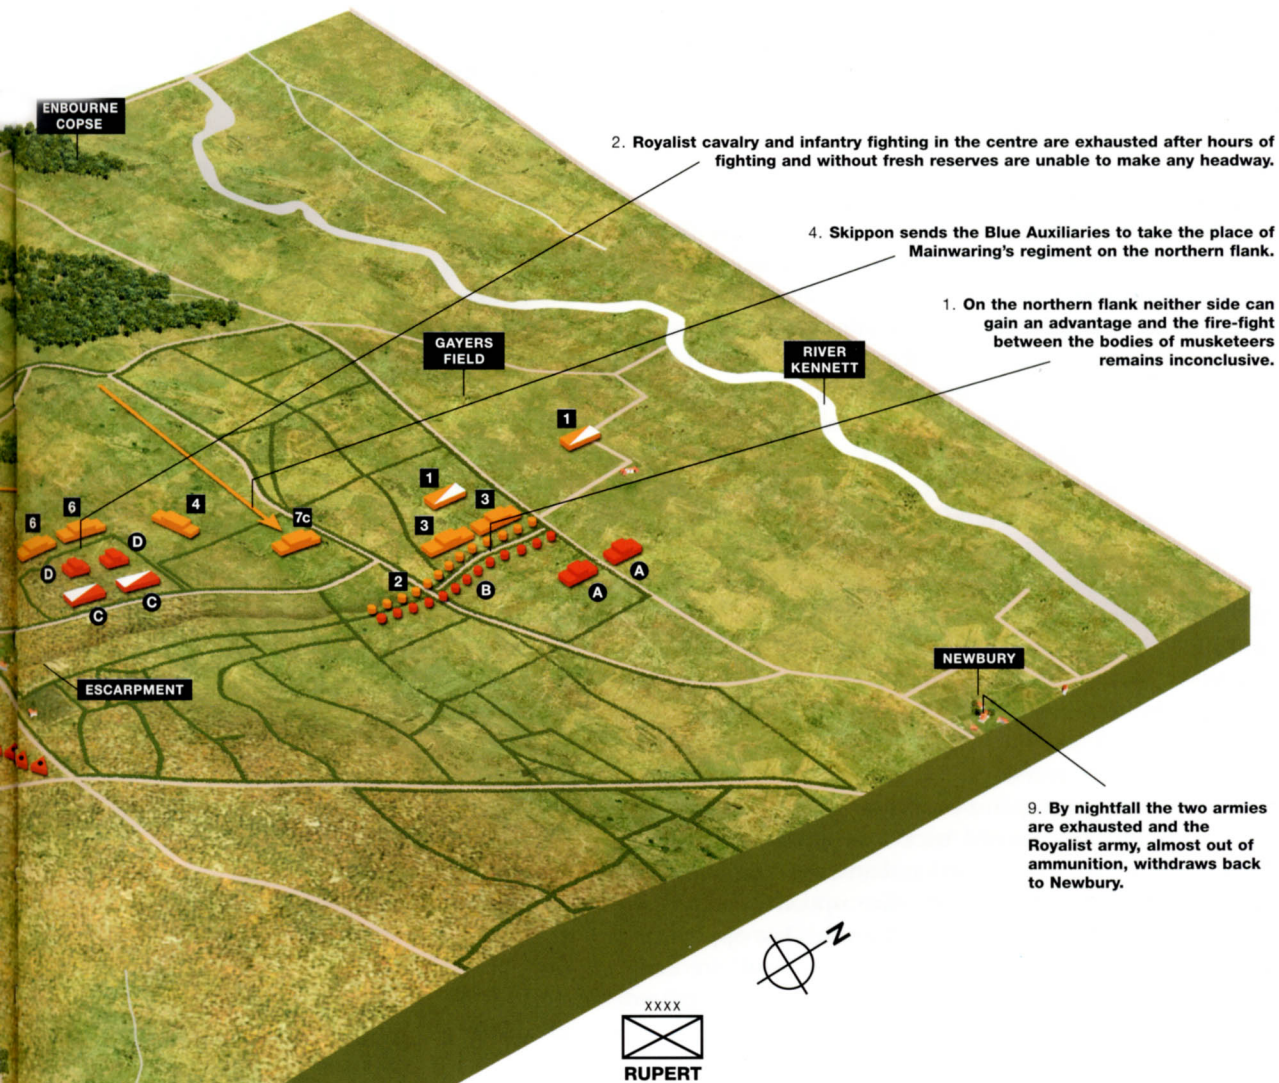 ENBOURNE
COPSE
2. Royalist cavalry and infantry fighting in the centre are exhausted after hours of
fighting and without fresh reserves are unable to make any headway.
4. Skippon sends the Blue Auxiliaries to take the place of
Mainwaring's regiment on the northern flank.
1. On the northern flank neither side can
gain an advantage and the fire-fight
between the bodies of musketeers
remains inconclusive.
GAYERS
FIELD
RIVER
KENNETT
1
1
3
3
4
6
6
7c
D
D
C
C
2
B
A
A
ESCARPMENT
NEWBURY
9. By nightfall the two armies
are exhausted and the
Royalist army, almost out of
ammunition, withdraws back
to Newbury.
N
XXXX
RUPERT